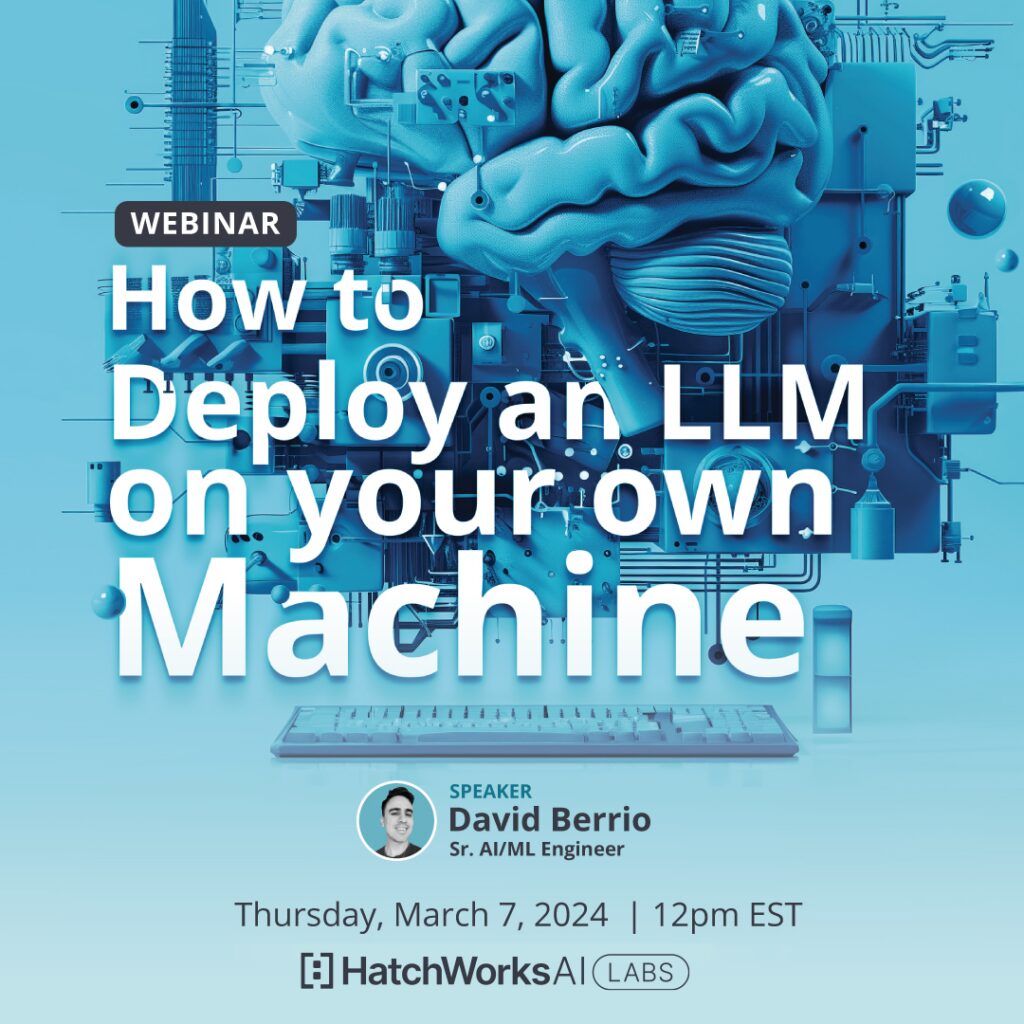 WEBINAR
How to
Deploy an LLM
on your own
Machine
SPEAKER
David Berrio
Sr. AI/ML Engineer
Thursday, March 7, 2024 | 12pm EST
HatchWorksAI LABS